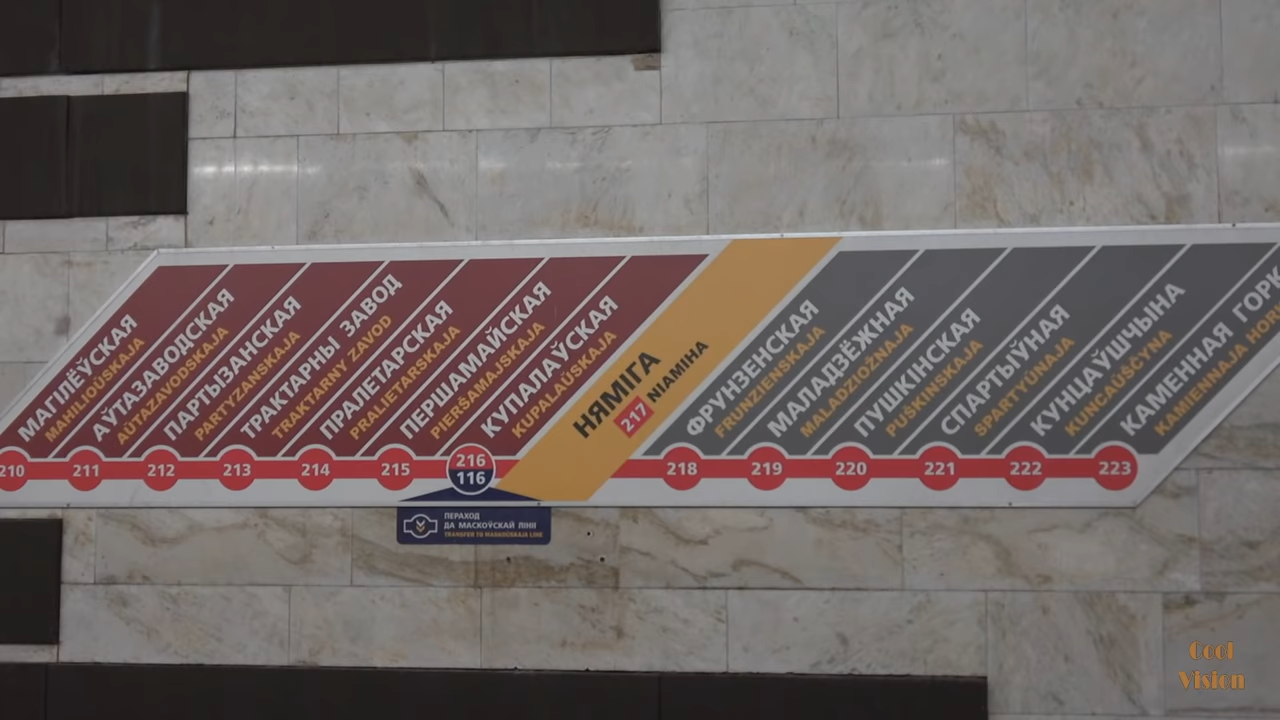 МАГІЛЁЎСКАЯ
MAHILIOŬSKAJA
АЎТАЗАВОДСКАЯ
AŬTAZAVODSKAJA
ПАРТЫЗАНСКАЯ
PARTYZANSKAJA
ТРАКТАРНЫ ЗАВОД
TRAKTARNY ZAVOD
ПРАЛЕТАРСКАЯ
PRALIETARSKAJA
ПЕРШАМАЙСКАЯ
PIERŠAMAJSKAJA
КУПАЛАЎСКАЯ
KUPALAŬSKAJA
НЯМІГА
217 NIAMIHA
ФРУНЗЕНСКАЯ
FRUNZIENSKAJA
МАЛАДЗЁЖНАЯ
MALADZIOŽNAJA
ПУШКІНСКАЯ
PUŠKINSKAJA
СПАРТЫЎНАЯ
SPARTYŬNAJA
КУНЦАЎШЧЫНА
KUNCAŬŠČYNA
КАМЕННАЯ ГОРК
KAMIENNAJA HOR
210 211 212 213 214 215 216 218 219 220 221 222 223
116
ПЕРАХОД
ДА МАСКОЎСКАЙ ЛІНІІ
TRANSFER TO MASKOŬSKAJA LINE
Cool
Vision